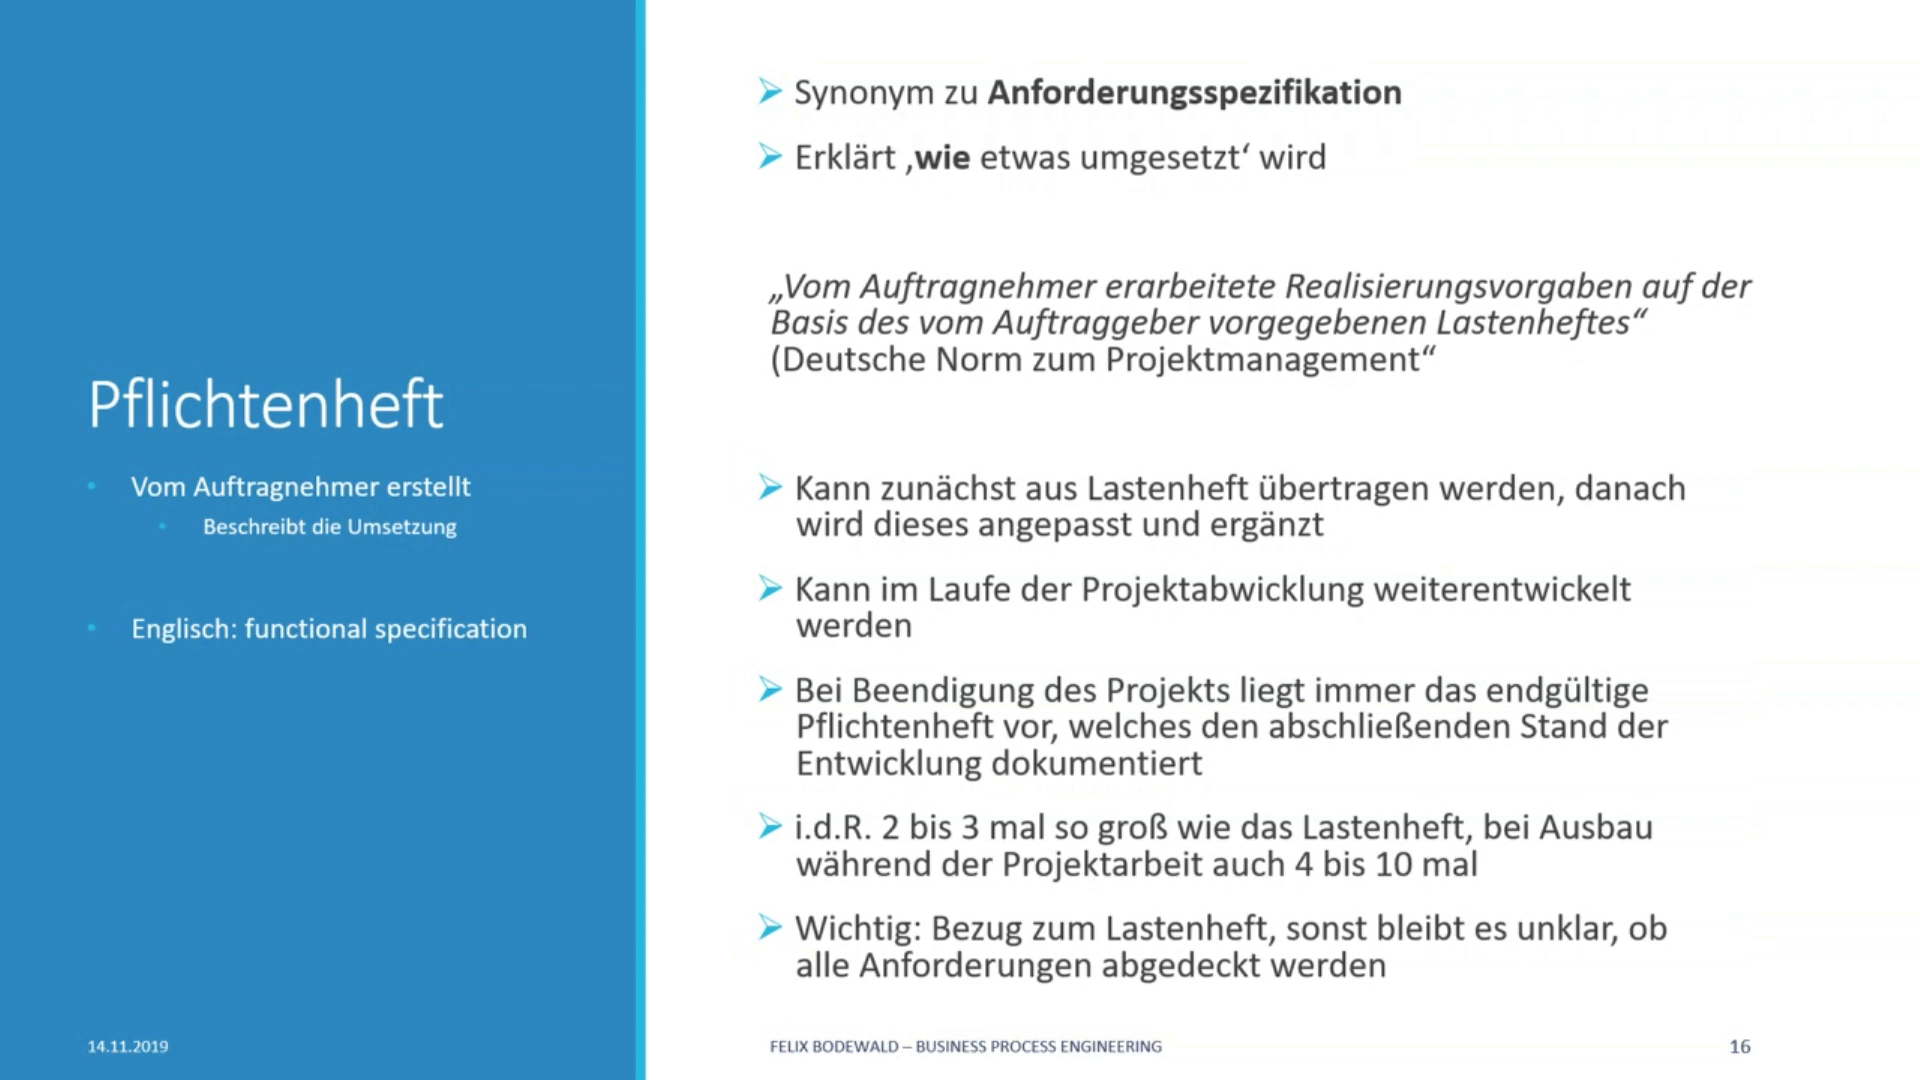 Pflichtenheft
Vom Auftragnehmer erstellt
Beschreibt die Umsetzung
Englisch: functional specification
Synonym zu Anforderungsspezifikation
Erklärt ‚wie etwas umgesetzt‘ wird
„Vom Auftragnehmer erarbeitete Realisierungsvorgaben auf der
Basis des vom Auftraggeber vorgegebenen Lastenheftes“
(Deutsche Norm zum Projektmanagement“
Kann zunächst aus Lastenheft übertragen werden, danach
wird dieses angepasst und ergänzt
Kann im Laufe der Projektabwicklung weiterentwickelt
werden
Bei Beendigung des Projekts liegt immer das endgültige
Pflichtenheft vor, welches den abschließenden Stand der
Entwicklung dokumentiert
i.d.R. 2 bis 3 mal so groß wie das Lastenheft, bei Ausbau
während der Projektarbeit auch 4 bis 10 mal
Wichtig: Bezug zum Lastenheft, sonst bleibt es unklar, ob
alle Anforderungen abgedeckt werden
14.11.2019
FELIX BODEWALD – BUSINESS PROCESS ENGINEERING
16